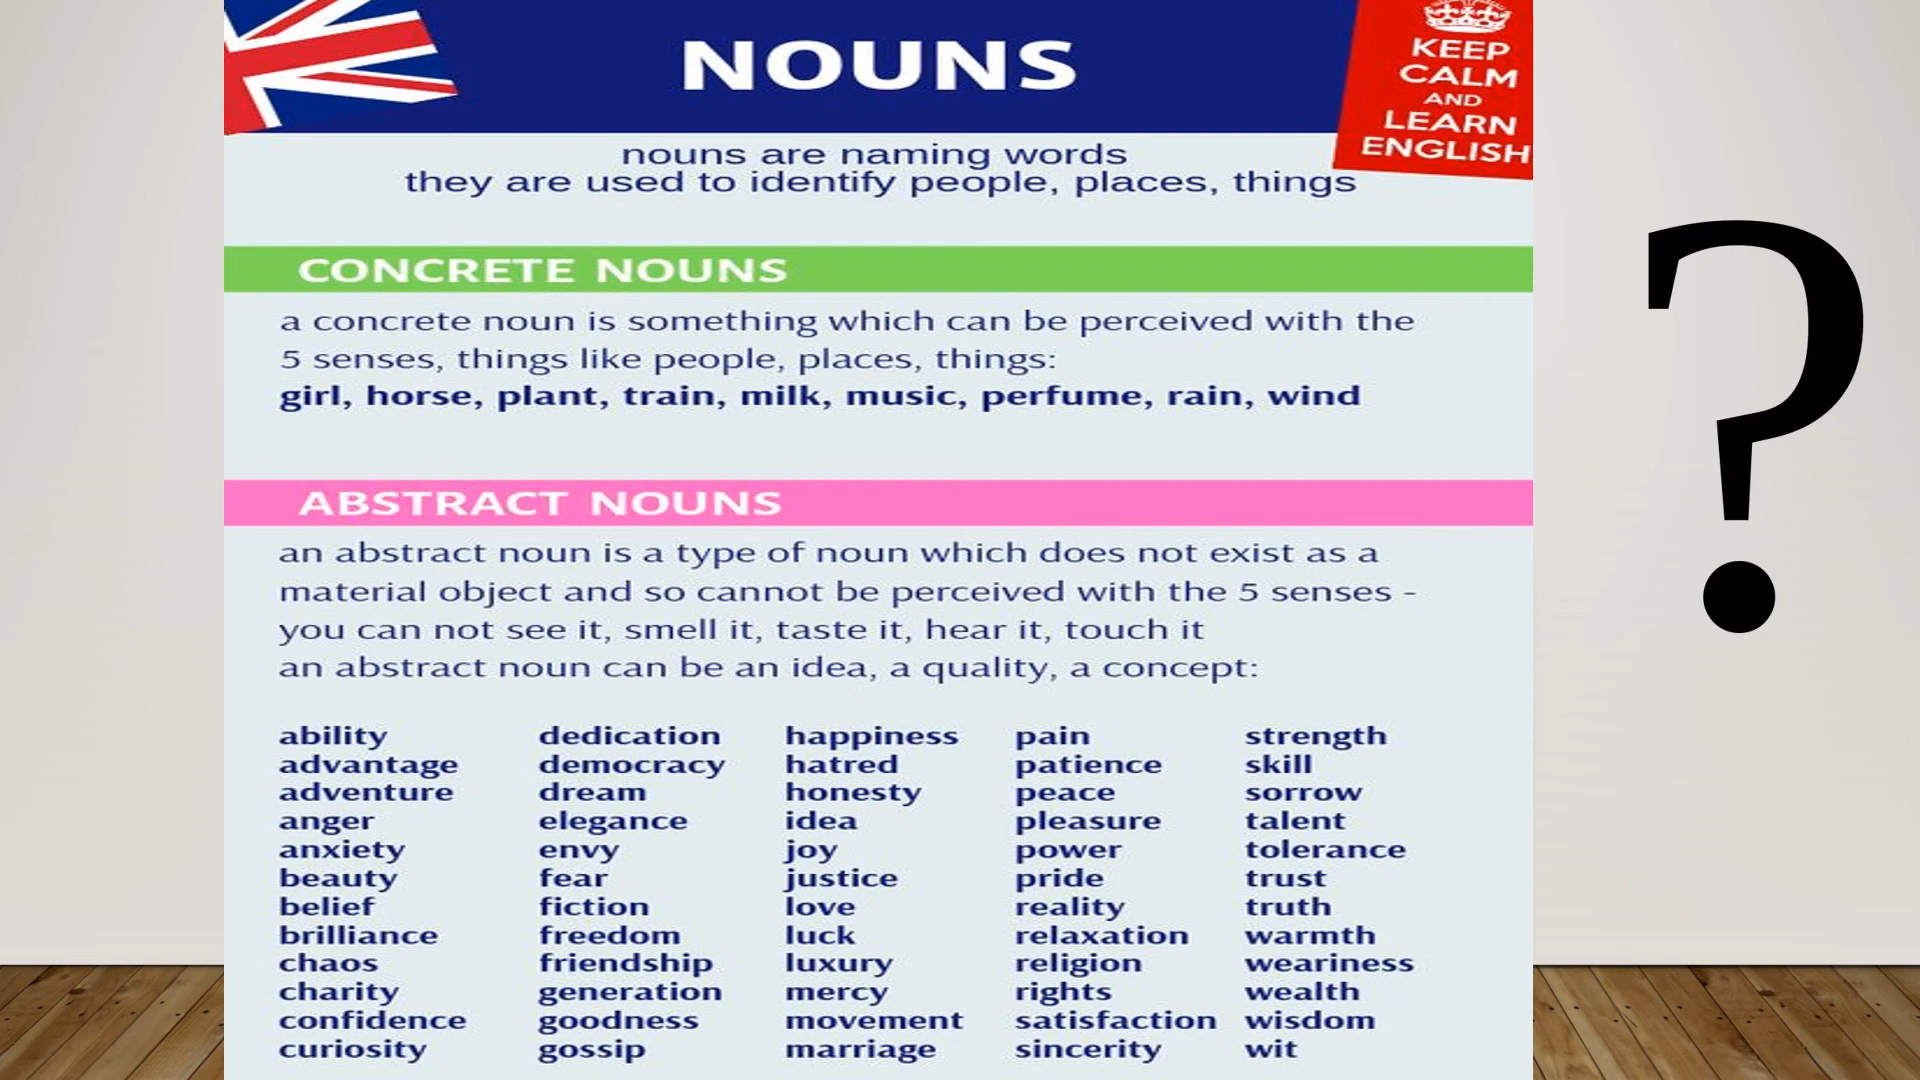 NOUNS
KEEP
CALM
AND
LEARN
ENGLISH
nouns are naming words
they are used to identify people, places, things
CONCRETE NOUNS
a concrete noun is something which can be perceived with the
5 senses, things like people, places, things:
girl, horse, plant, train, milk, music, perfume, rain, wind
ABSTRACT NOUNS
an abstract noun is a type of noun which does not exist as a
material object and so cannot be perceived with the 5 senses -
you can not see it, smell it, taste it, hear it, touch it
an abstract noun can be an idea, a quality, a concept:
ability dedication happiness pain strength
advantage democracy hatred patience skill
adventure dream honesty peace sorrow
anger elegance idea pleasure talent
anxiety envy joy power tolerance
beauty fear justice pride trust
belief fiction love reality truth
brilliance freedom luck relaxation warmth
chaos friendship luxury religion weariness
charity generation mercy rights wealth
confidence goodness movement satisfaction wisdom
curiosity gossip marriage sincerity wit
?